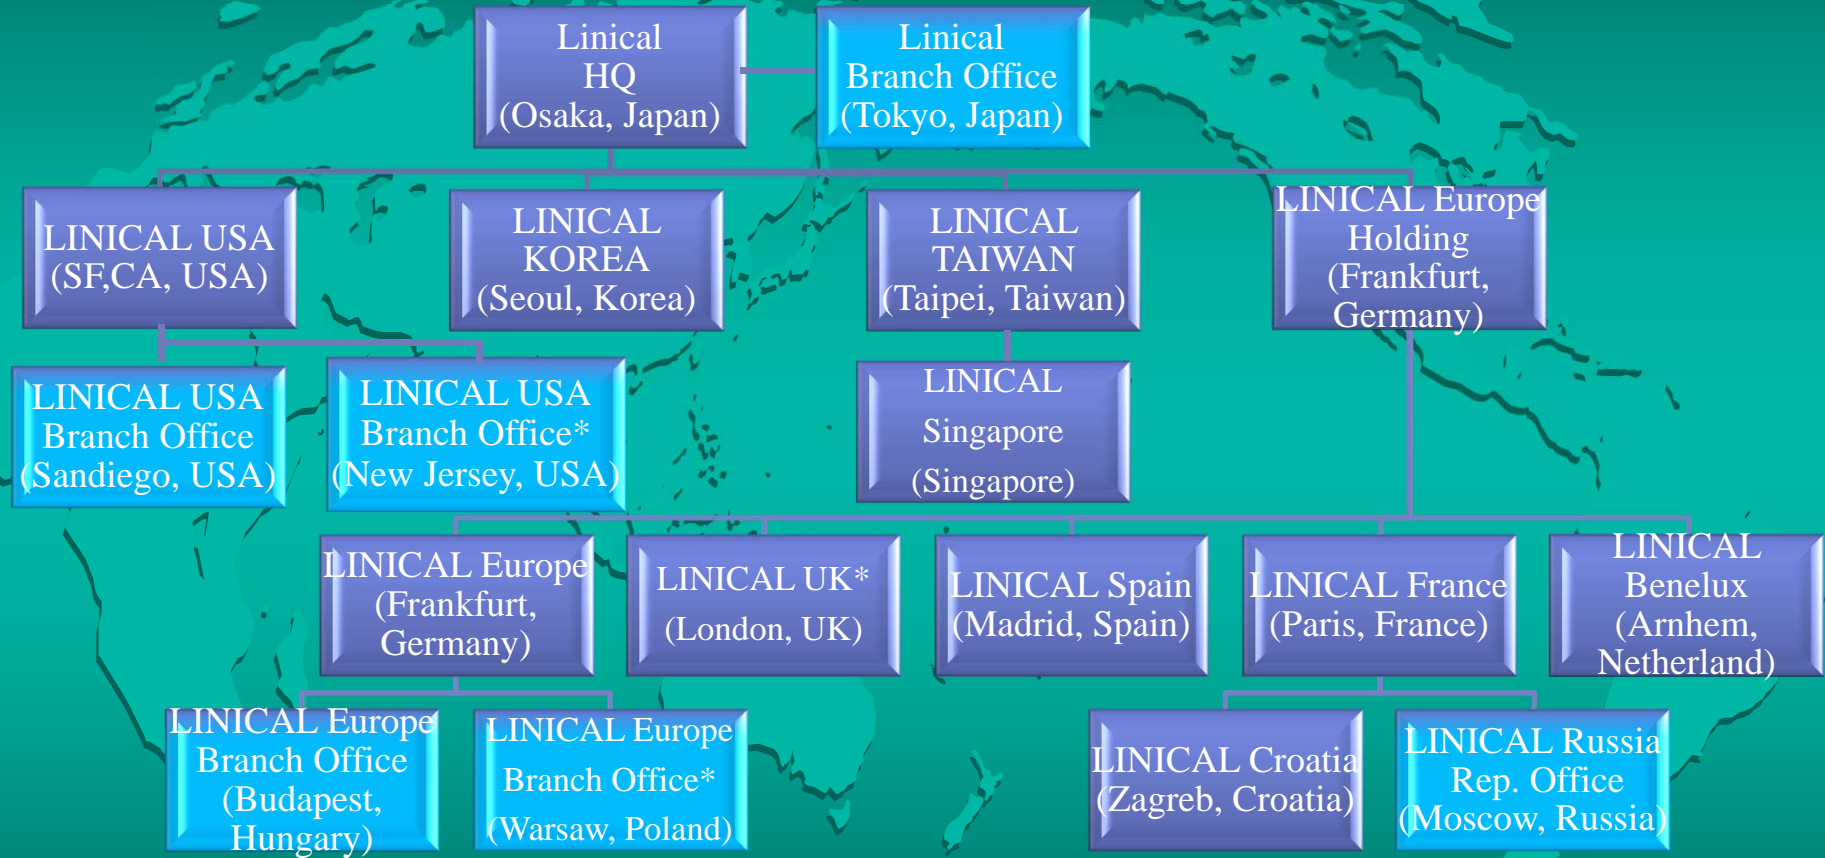 Linical
HQ
(Osaka, Japan)
Linical
Branch Office
(Tokyo, Japan)
LINICAL USA
(SF,CA, USA)
LINICAL
KOREA
(Seoul, Korea)
LINICAL
TAIWAN
(Taipei, Taiwan)
LINICAL Europe
Holding
(Frankfurt,
Germany)
LINICAL USA
Branch Office
(Sandiego, USA)
LINICAL USA
Branch Office*
(New Jersey, USA)
LINICAL
Singapore
(Singapore)
LINICAL Europe
(Frankfurt,
Germany)
LINICAL UK*
(London, UK)
LINICAL Spain
(Madrid, Spain)
LINICAL France
(Paris, France)
LINICAL
Benelux
(Arnhem,
Netherland)
LINICAL Europe
Branch Office
(Budapest,
Hungary)
LINICAL Europe
Branch Office*
(Warsaw, Poland)
LINICAL Croatia
(Zagreb, Croatia)
LINICAL Russia
Rep. Office
(Moscow, Russia)